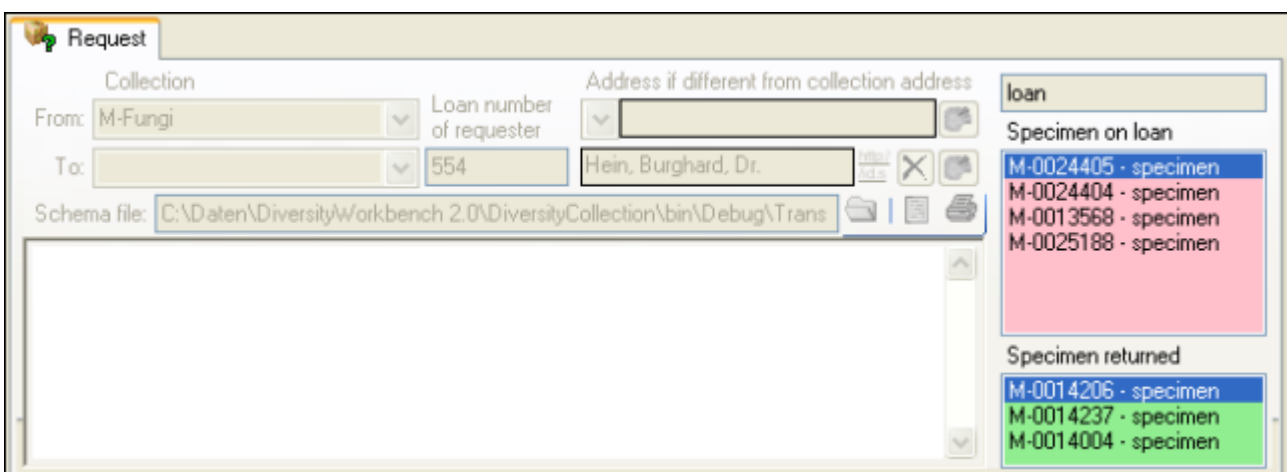 Request
Collection
Address if different from collection address
From: M-Fungi
Loan number
of requester
To:
554
Hein, Burghard, Dr.
http:/
/d:s
Schema file: C:\Daten\DiversityWorkbench 2.0\DiversityCollection\bin\Debug\Trans
loan
Specimen on loan
M-0024405 - specimen
M-0024404 - specimen
M-0013568 - specimen
M-0025188 - specimen
Specimen returned
M-0014206 - specimen
M-0014237 - specimen
M-0014004 - specimen